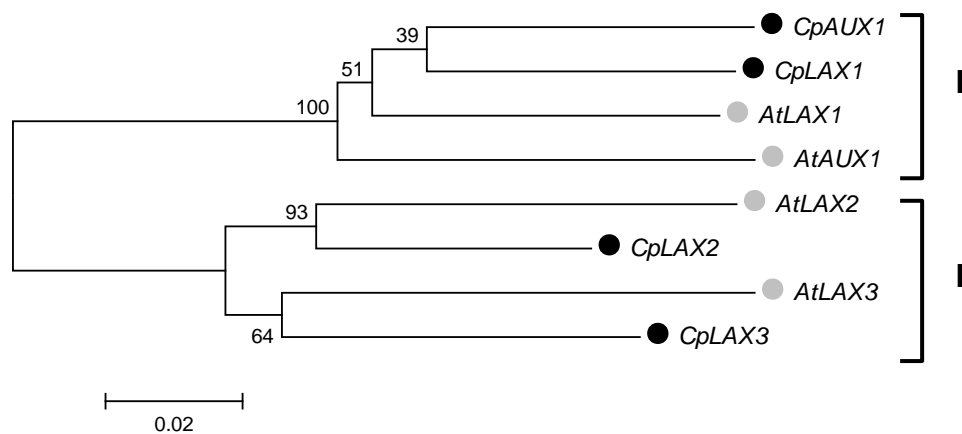 39
CpAUX1
51
CpLAX1
100
AtLAX1
AtAUX1
93
AtLAX2
CpLAX2
AtLAX3
64
CpLAX3
0.02